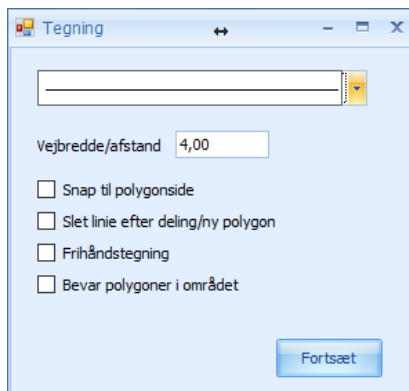 Tegning
Vejbredde/afstand 4,00
Snap til polygonside
Slet linie efter deling/ny polygon
Frihåndstegning
Bevar polygoner i området
Fortsæt